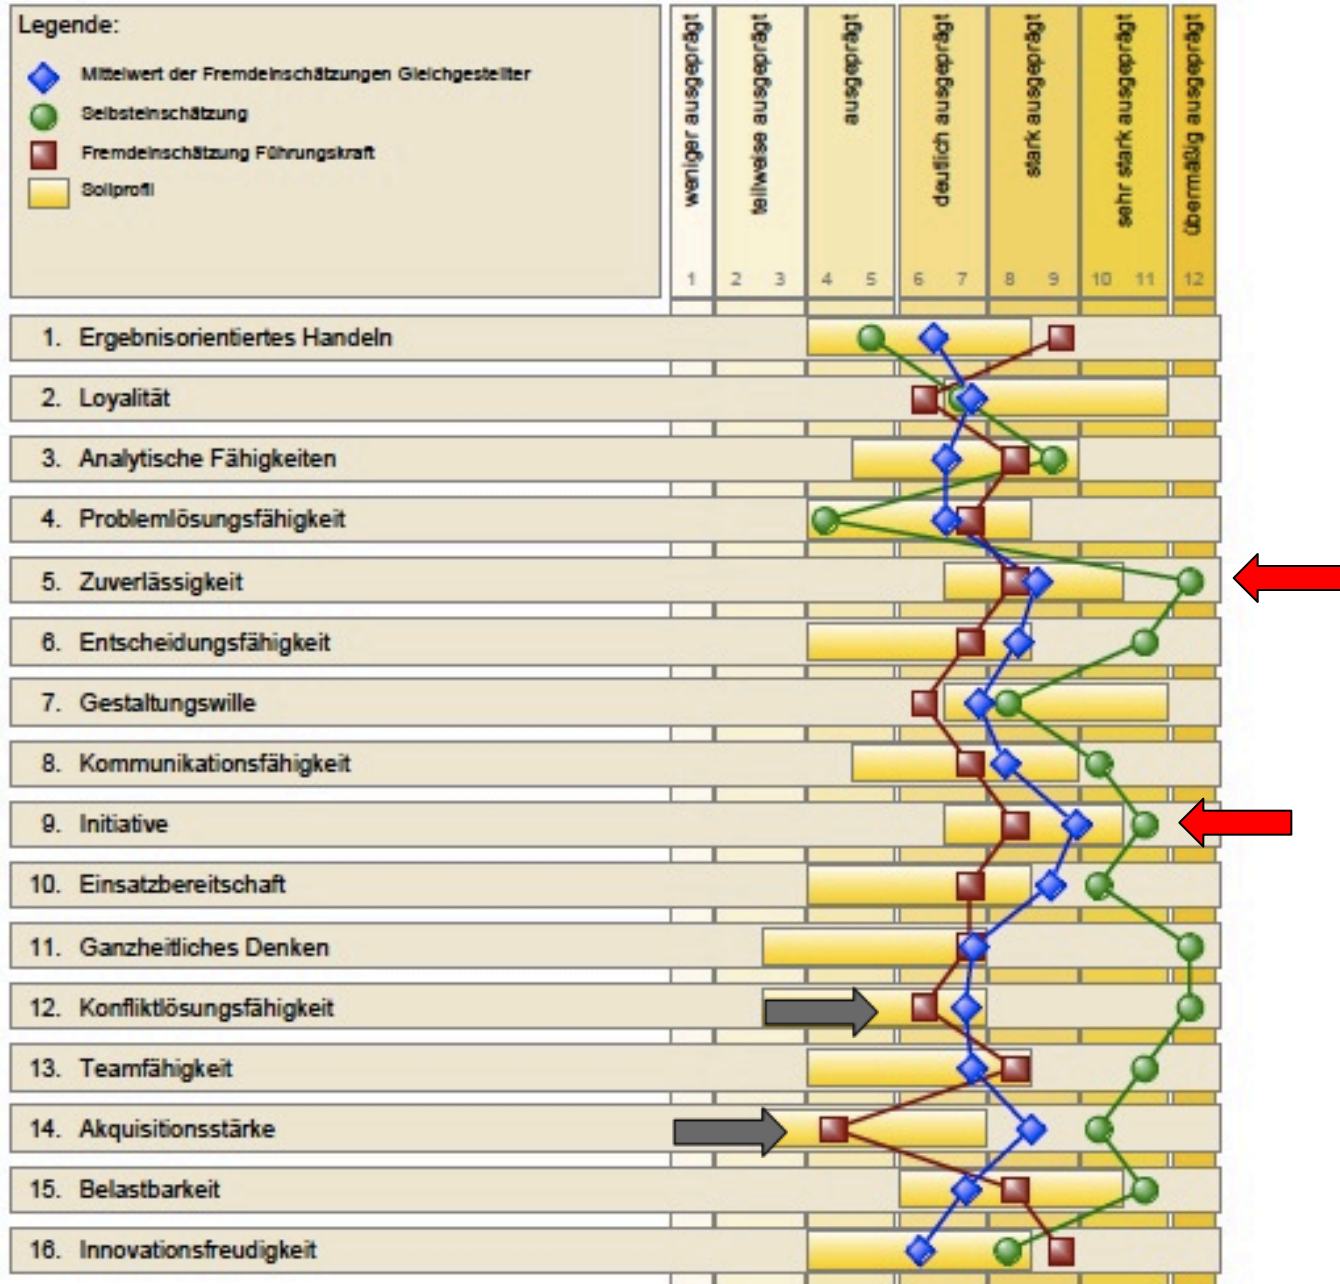 Legende:
Mittelwert der Fremdeinschätzungen Gleichgestellter
Selbsteinschätzung
Fremdeinschätzung Führungskraft
Sollprofil
weniger ausgeprägt
teilweise ausgeprägt
ausgeprägt
deutlich ausgeprägt
stark ausgeprägt
sehr stark ausgeprägt
übermäßig ausgeprägt
1 2 3 4 5 6 7 8 9 10 11 12
1. Ergebnisorientiertes Handeln
2. Loyalität
3. Analytische Fähigkeiten
4. Problemlösungsfähigkeit
5. Zuverlässigkeit
6. Entscheidungsfähigkeit
7. Gestaltungswille
8. Kommunikationsfähigkeit
9. Initiative
10. Einsatzbereitschaft
11. Ganzheitliches Denken
12. Konfliktlösungsfähigkeit
13. Teamfähigkeit
14. Akquisitionsstärke
15. Belastbarkeit
16. Innovationsfreudigkeit